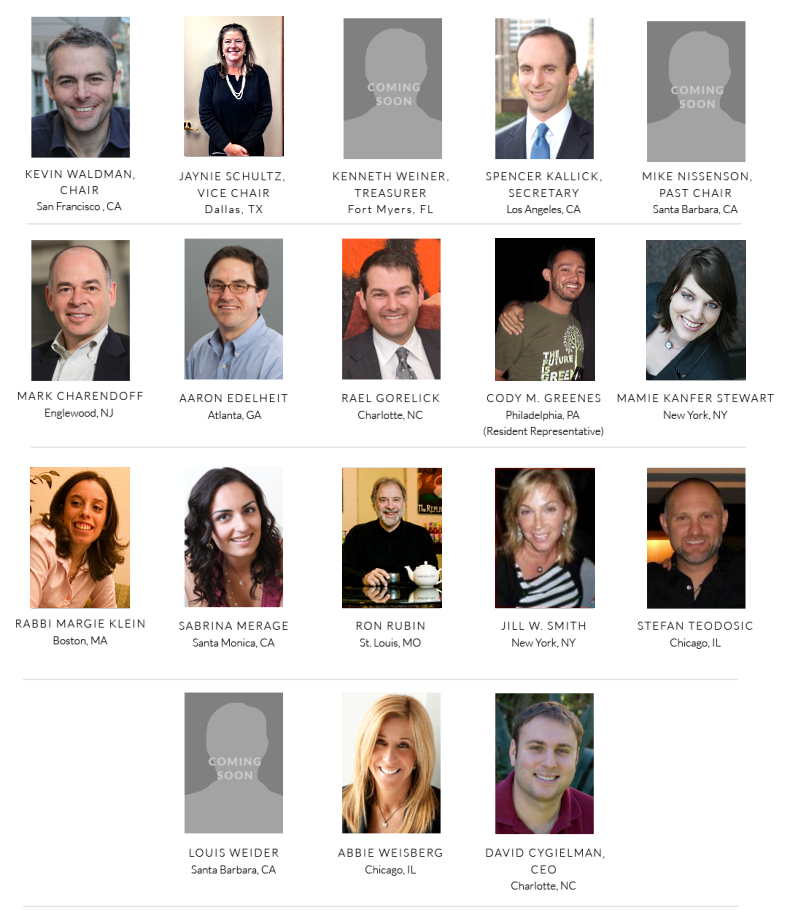 COMING
SOON
COMING
SOON
KEVIN WALDMAN,
CHAIR
San Francisco , CA
JAYNIE SCHULTZ,
VICE CHAIR
Dallas, TX
KENNETH WEINER,
TREASURER
Fort Myers, FL
SPENCER KALLICK,
SECRETARY
Los Angeles, CA
MIKE NISSENSON,
PAST CHAIR
Santa Barbara, CA
THE
FUTURE
IS
GREEN
MARK CHARENDOFF
Englewood, NJ
AARON EDELHEIT
Atlanta, GA
RAEL GORELICK
Charlotte, NC
CODY M. GREENES
Philadelphia, PA
(Resident Representative)
MAMIE KANFER STEWART
New York, NY
RABBI MARGIE KLEIN
Boston, MA
SABRINA MERAGE
Santa Monica, CA
RON RUBIN
St. Louis, MO
JILL W. SMITH
New York, NY
STEFAN TEODOSIC
Chicago, IL
COMING
SOON
LOUIS WEIDER
Santa Barbara, CA
ABBIE WEISBERG
Chicago, IL
DAVID CYGIELMAN,
CEO
Charlotte, NC